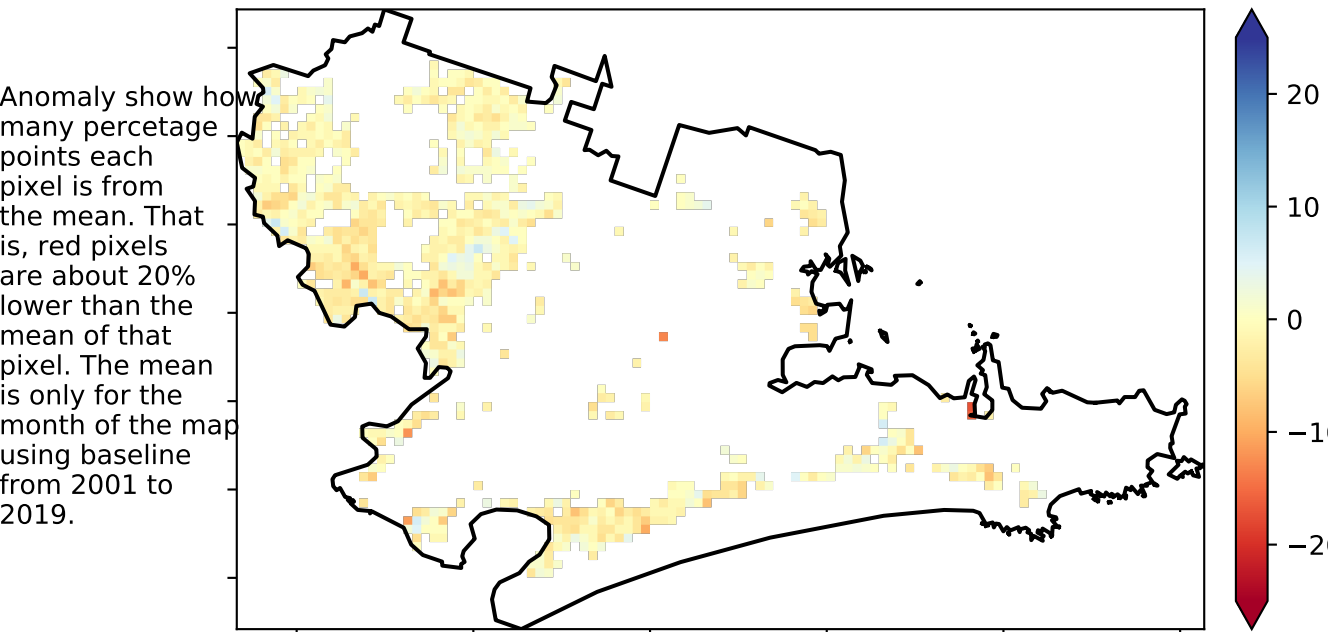 Anomaly show how
many percetage
points each
pixel is from
the mean. That
is, red pixels
are about 20%
lower than the
mean of that
pixel. The mean
is only for the
month of the map
using baseline
from 2001 to
2019.
20
10
0
−10
−20